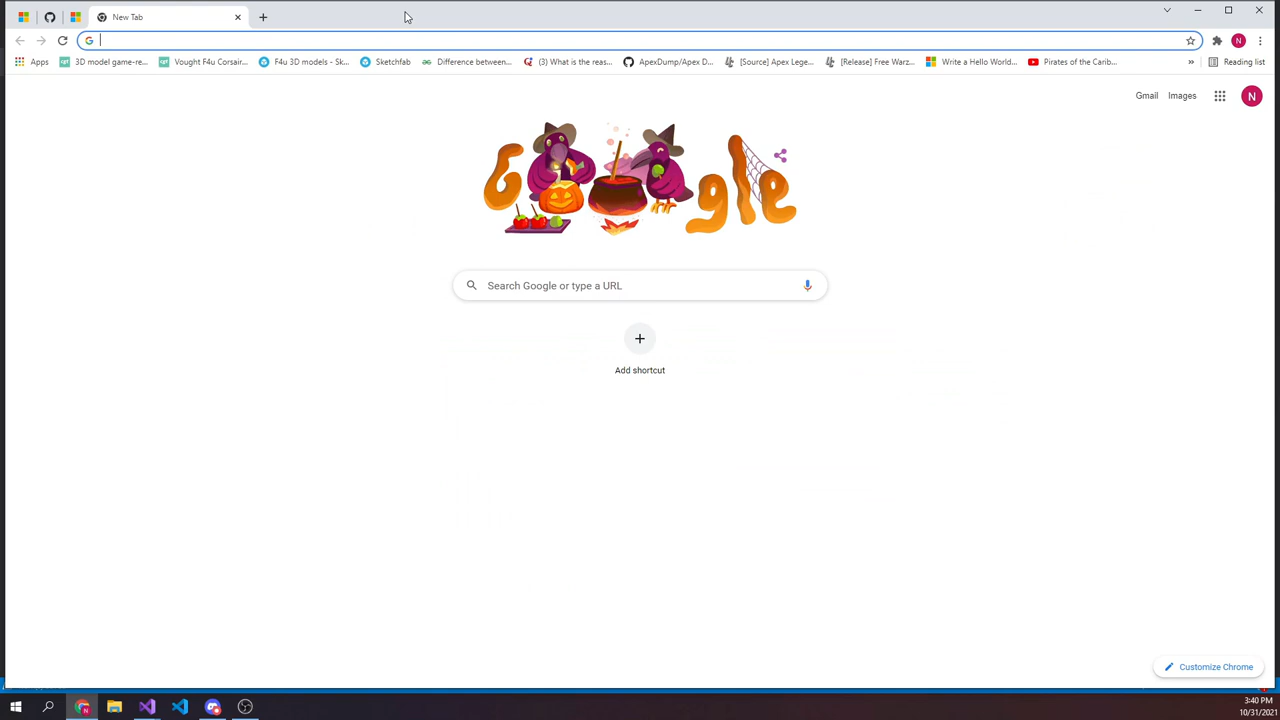 New Tab
Apps
3D model game-re...
Vought F4u Corsair...
F4u 3D models - Sk...
Sketchfab
Difference between...
(3) What is the reas...
ApexDump/Apex D...
[Source] Apex Lege...
[Release] Free Warz...
Write a Hello World...
Pirates of the Carib...
»
Reading list
Gmail
Images
N
Google
Search Google or type a URL
Add shortcut
Customize Chrome
3:40 PM
10/31/2021